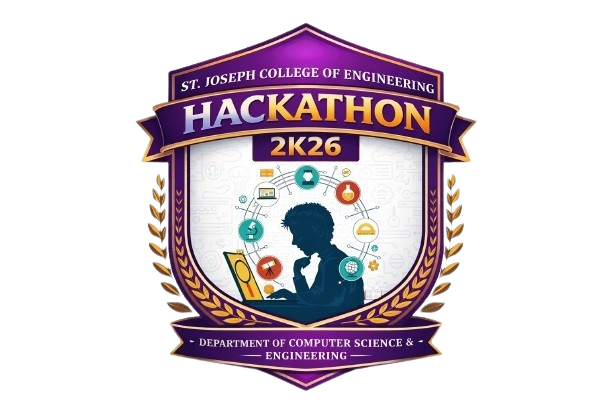 ST. JOSEPH COLLEGE OF ENGINEERING
HACKATHON
2K26
- DEPARTMENT OF COMPUTER SCIENCE & -
ENGINEERING